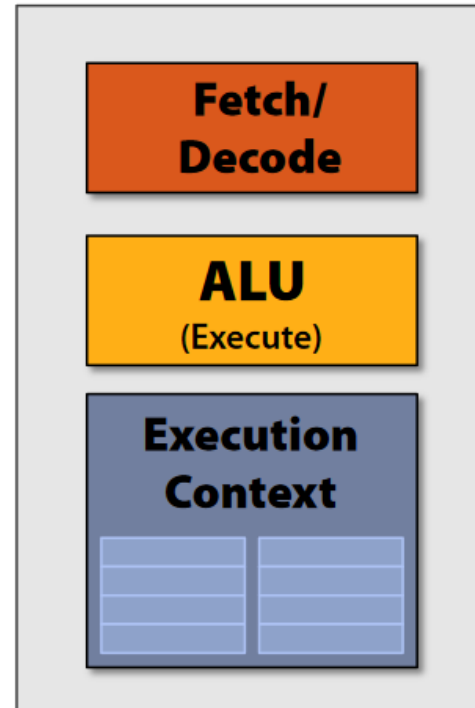 Fetch/
Decode
ALU
(Execute)
Execution
Context